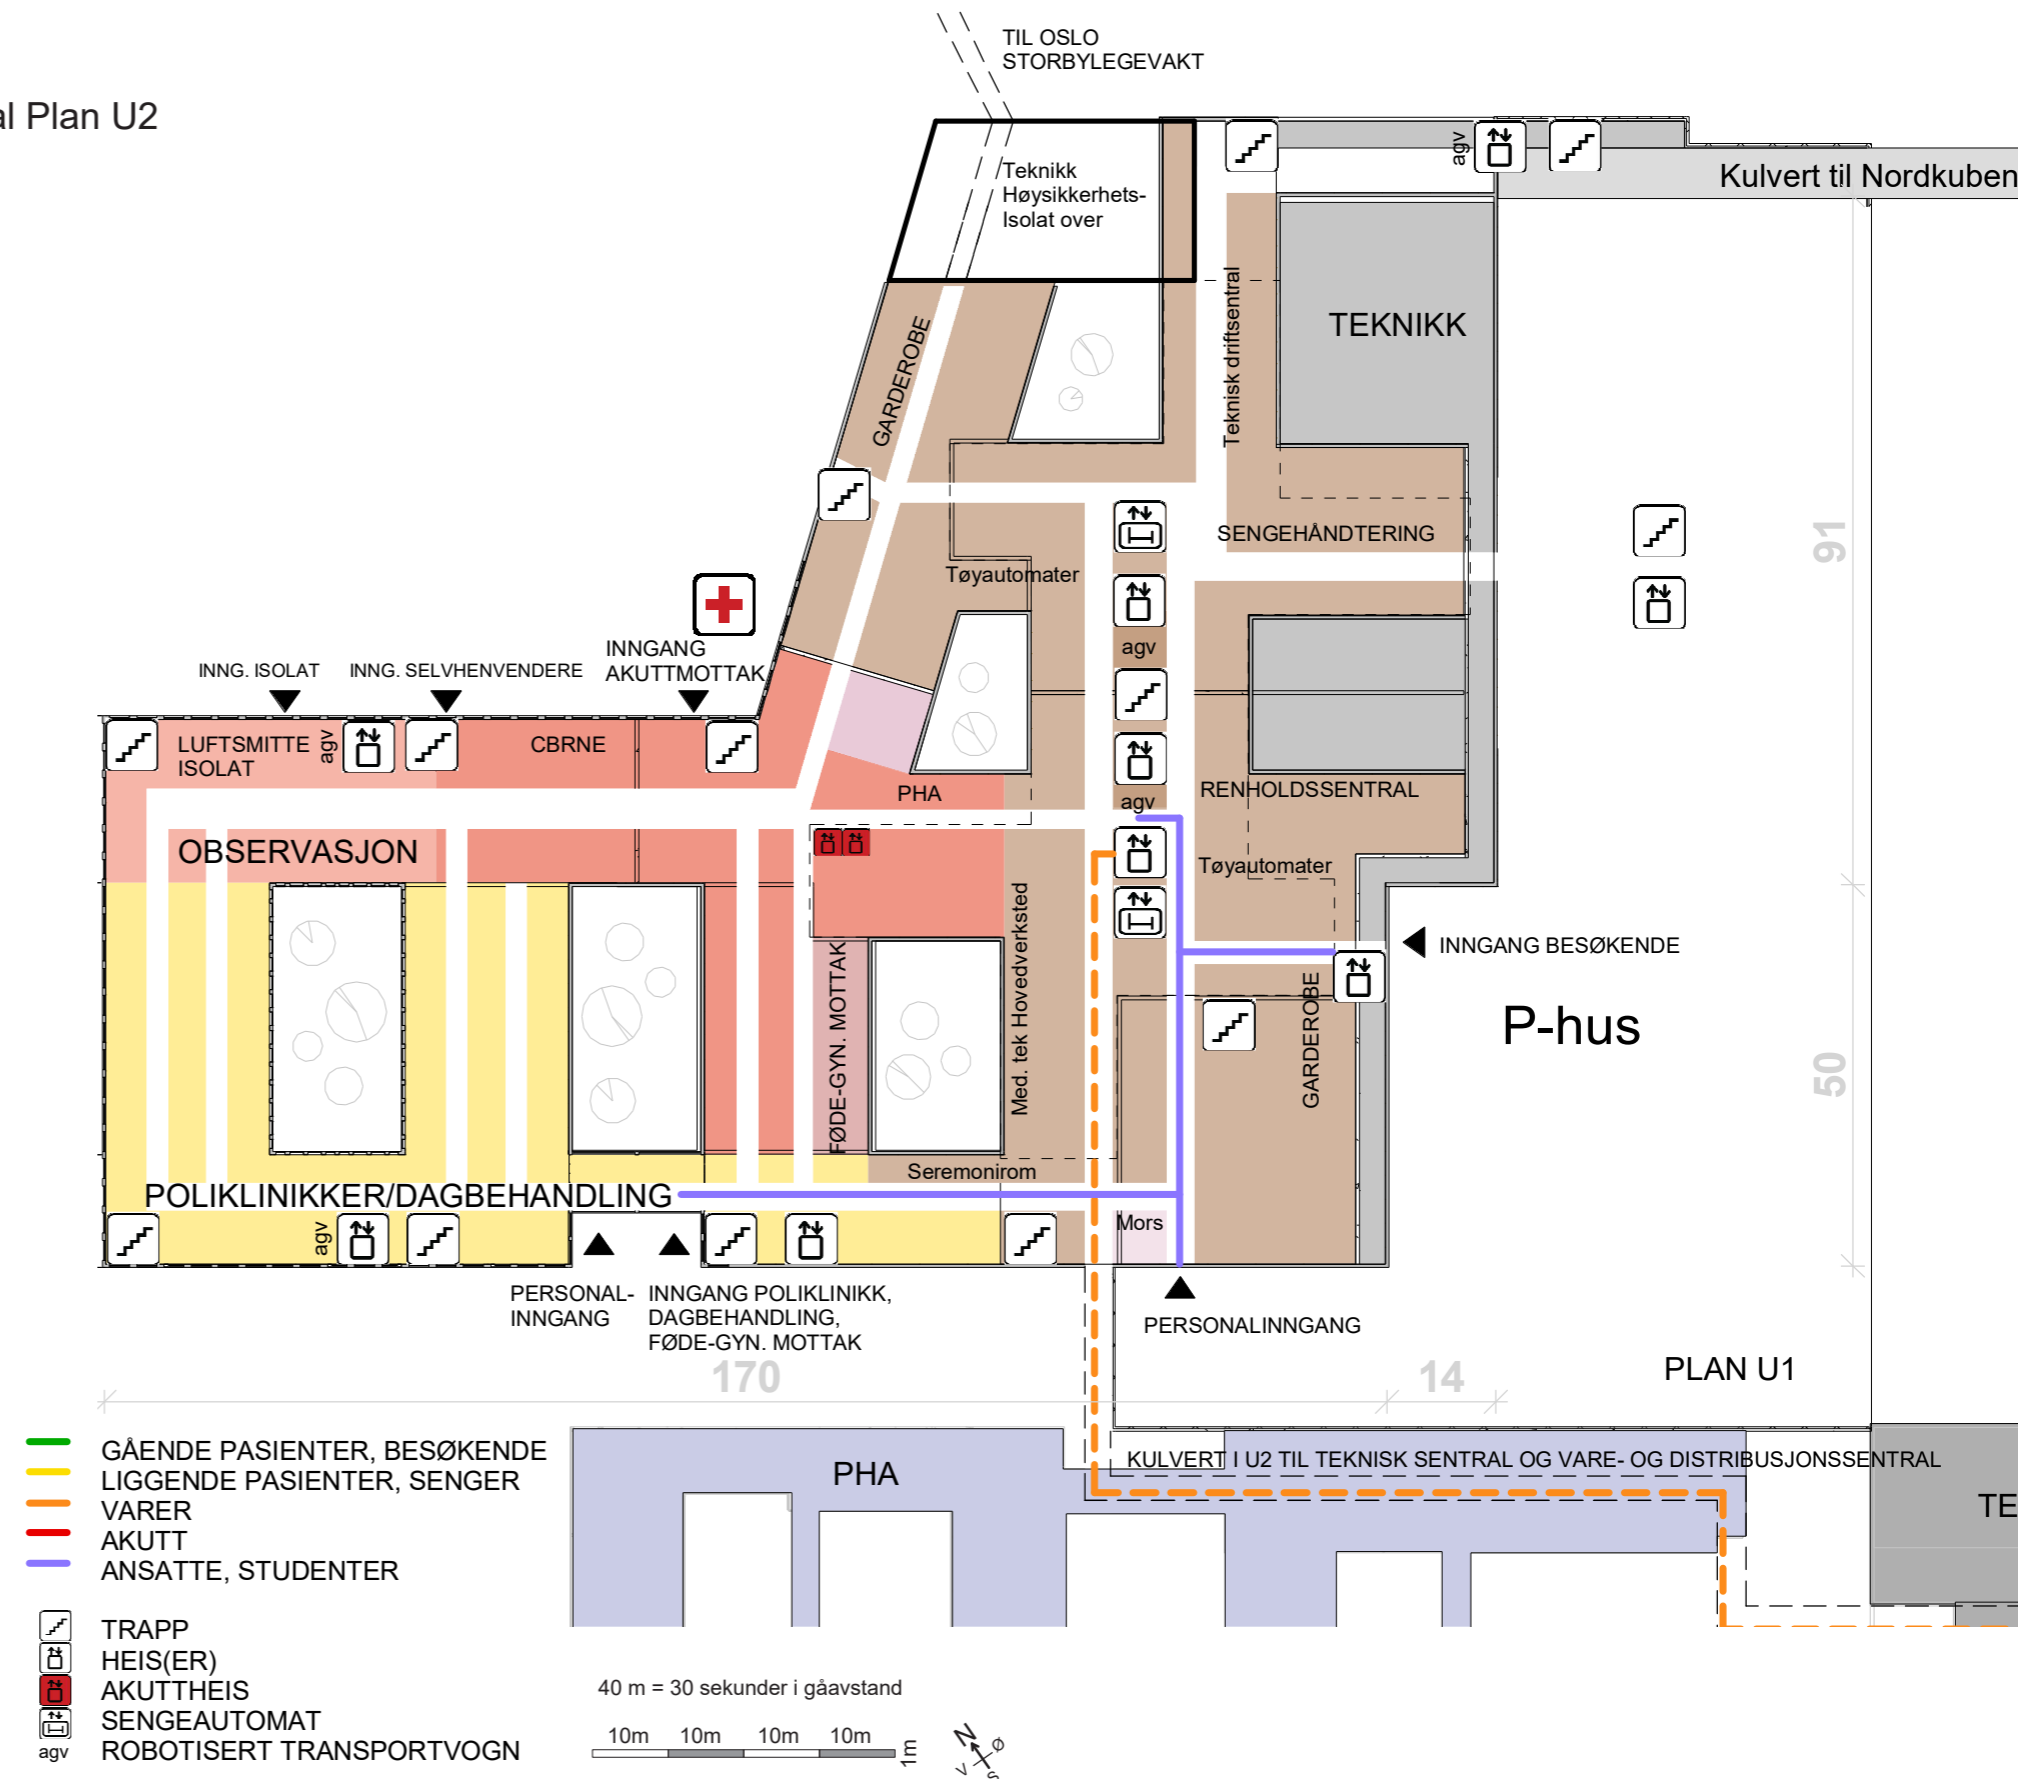 al Plan U2
TIL OSLO
STORBYLEGEVAKT
Teknikk
Høysikkerhets-
Isolat over
agv
Kulvert til Nordkuben
GARDEROBE
Teknisk driftsentral
TEKNIKK
SENGEHÅNDTERING
91
Tøyautomater
agv
INNG. ISOLAT
INNG. SELVHENVENDERE
INNGANG
AKUTTMOTTAK
LUFTSMITTE
ISOLAT
agv
CBRNE
PHA
agv
RENHOLDSSENTRAL
OBSERVASJON
Tøyautomater
FØDE-GYN. MOTTAK
Med. tek Hovedverksted
INNGANG BESØKENDE
GARDEROBE
P-hus
50
Seremonirom
POLIKLINIKKER/DAGBEHANDLING
agv
Mors
PERSONAL-
INNGANG
INNGANG POLIKLINIKK,
DAGBEHANDLING,
FØDE-GYN. MOTTAK
PERSONALINNGANG
170
14
PLAN U1
PHA
KULVERT I U2 TIL TEKNISK SENTRAL OG VARE- OG DISTRIBUSJONSSENTRAL
TE
GÅENDE PASIENTER, BESØKENDE
LIGGENDE PASIENTER, SENGER
VARER
AKUTT
ANSATTE, STUDENTER
TRAPP
HEIS(ER)
AKUTTHEIS
SENGEAUTOMAT
agv ROBOTISERT TRANSPORTVOGN
40 m = 30 sekunder i gåavstand
10m 10m 10m 10m
1m
N
Ø
V
S